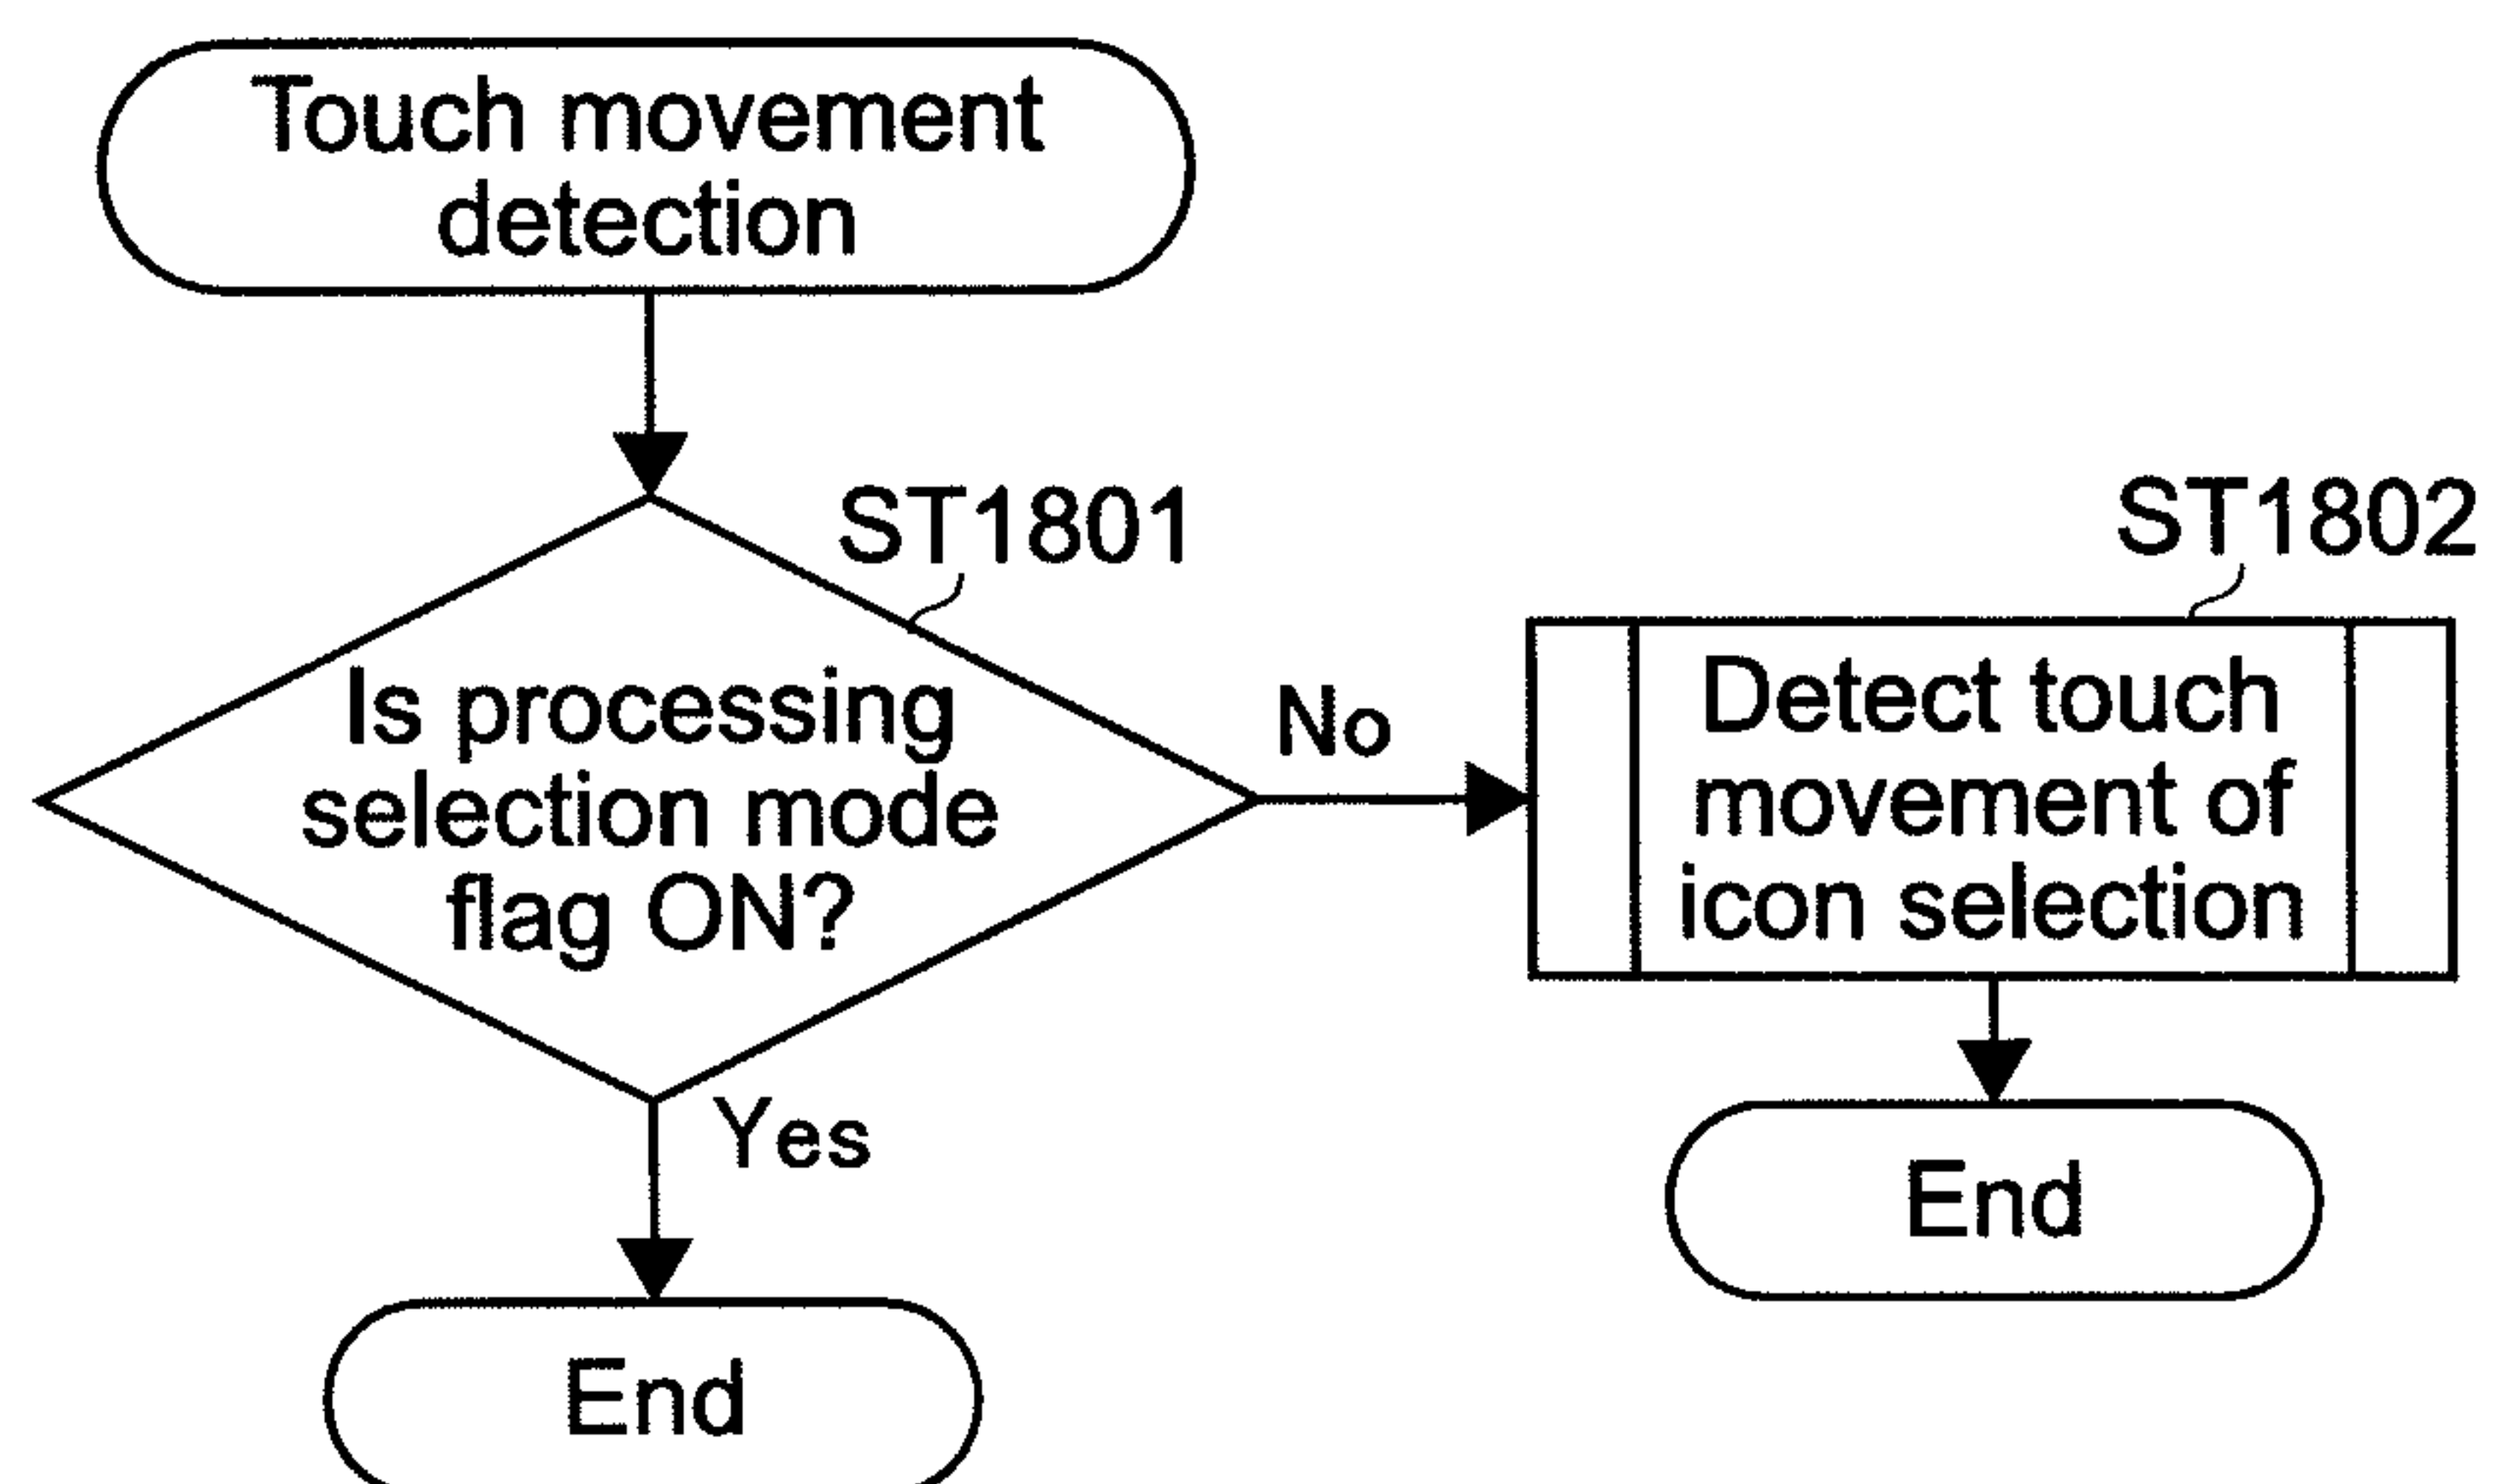 Touch movement
detection
ST1801
Is processing
selection mode
flag ON?
No
ST1802
Detect touch
movement of
icon selection
End
Yes
End